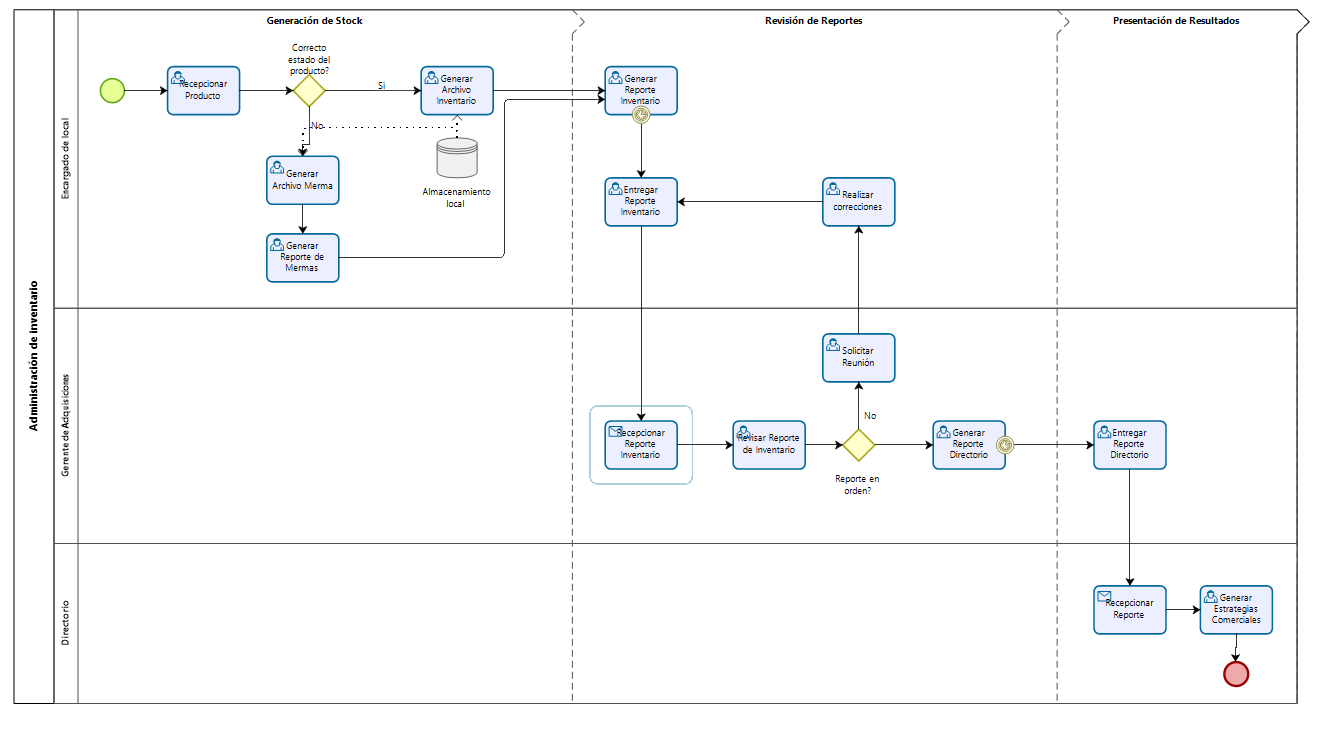 Generación de Stock
Revisión de Reportes
Presentación de Resultados
Administración de inventario
Escargado de local
Correcto
estado del
producto?
Recepcionar
Producto
Si
No
Generar
Archivo
Inventario
Generar
Archivo Merma
Almacenamiento
local
Generar
Reporte de
Mermas
Generar
Reporte
Inventario
Entregar
Reporte
Inventario
Realizar
correcciones
Gerente de Adquisiciones
Solicitar
Reunión
No
Recepcionar
Reporte
Inventario
Revisar Reporte
de Inventario
Reporte en
orden?
Generar
Reporte
Directorio
Entregar
Reporte
Directorio
Directorio
Recepcionar
Reporte
Generar
Estrategias
Comerciales